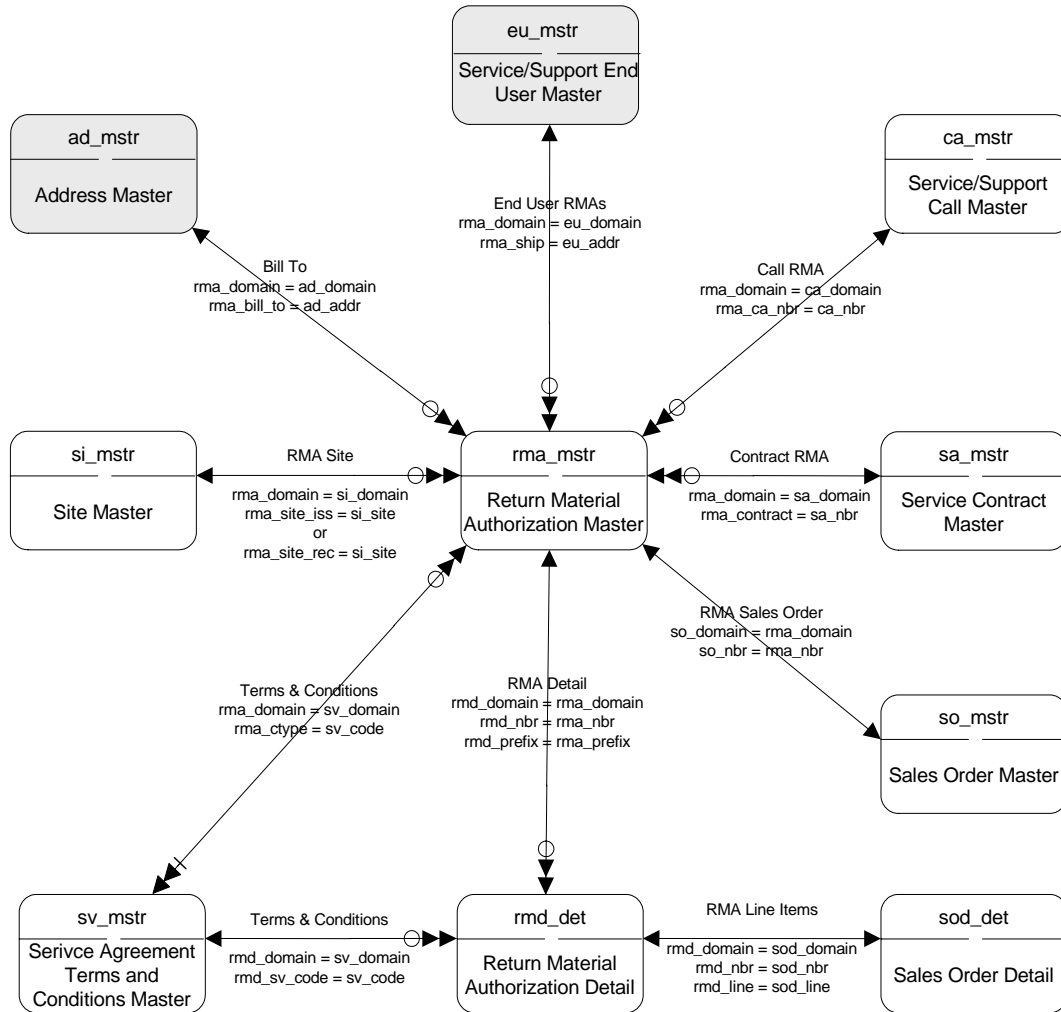 eu_mstr
Service/Support End
User Master
ad_mstr
Address Master
ca_mstr
Service/Support
Call Master
End User RMAs
rma_domain = eu_domain
rma_ship = eu_addr
Bill To
rma_domain = ad_domain
rma_bill_to = ad_addr
Call RMA
rma_domain = ca_domain
rma_ca_nbr = ca_nbr
si_mstr
Site Master
RMA Site
rma_domain = si_domain
rma_site_iss = si_site
or
rma_site_rec = si_site
rma_mstr
Return Material
Authorization Master
Contract RMA
rma_domain = sa_domain
rma_contract = sa_nbr
sa_mstr
Service Contract
Master
RMA Sales Order
so_domain = rma_domain
so_nbr = rma_nbr
Terms & Conditions
rma_domain = sv_domain
rma_ctype = sv_code
RMA Detail
rmd_domain = rma_domain
rmd_nbr = rma_nbr
rmd_prefix = rma_prefix
so_mstr
Sales Order Master
sv_mstr
Serivce Agreement
Terms and
Conditions Master
Terms & Conditions
rmd_domain = sv_domain
rmd_sv_code = sv_code
rmd_det
Return Material
Authorization Detail
RMA Line Items
rmd_domain = sod_domain
rmd_nbr = sod_nbr
rmd_line = sod_line
sod_det
Sales Order Detail